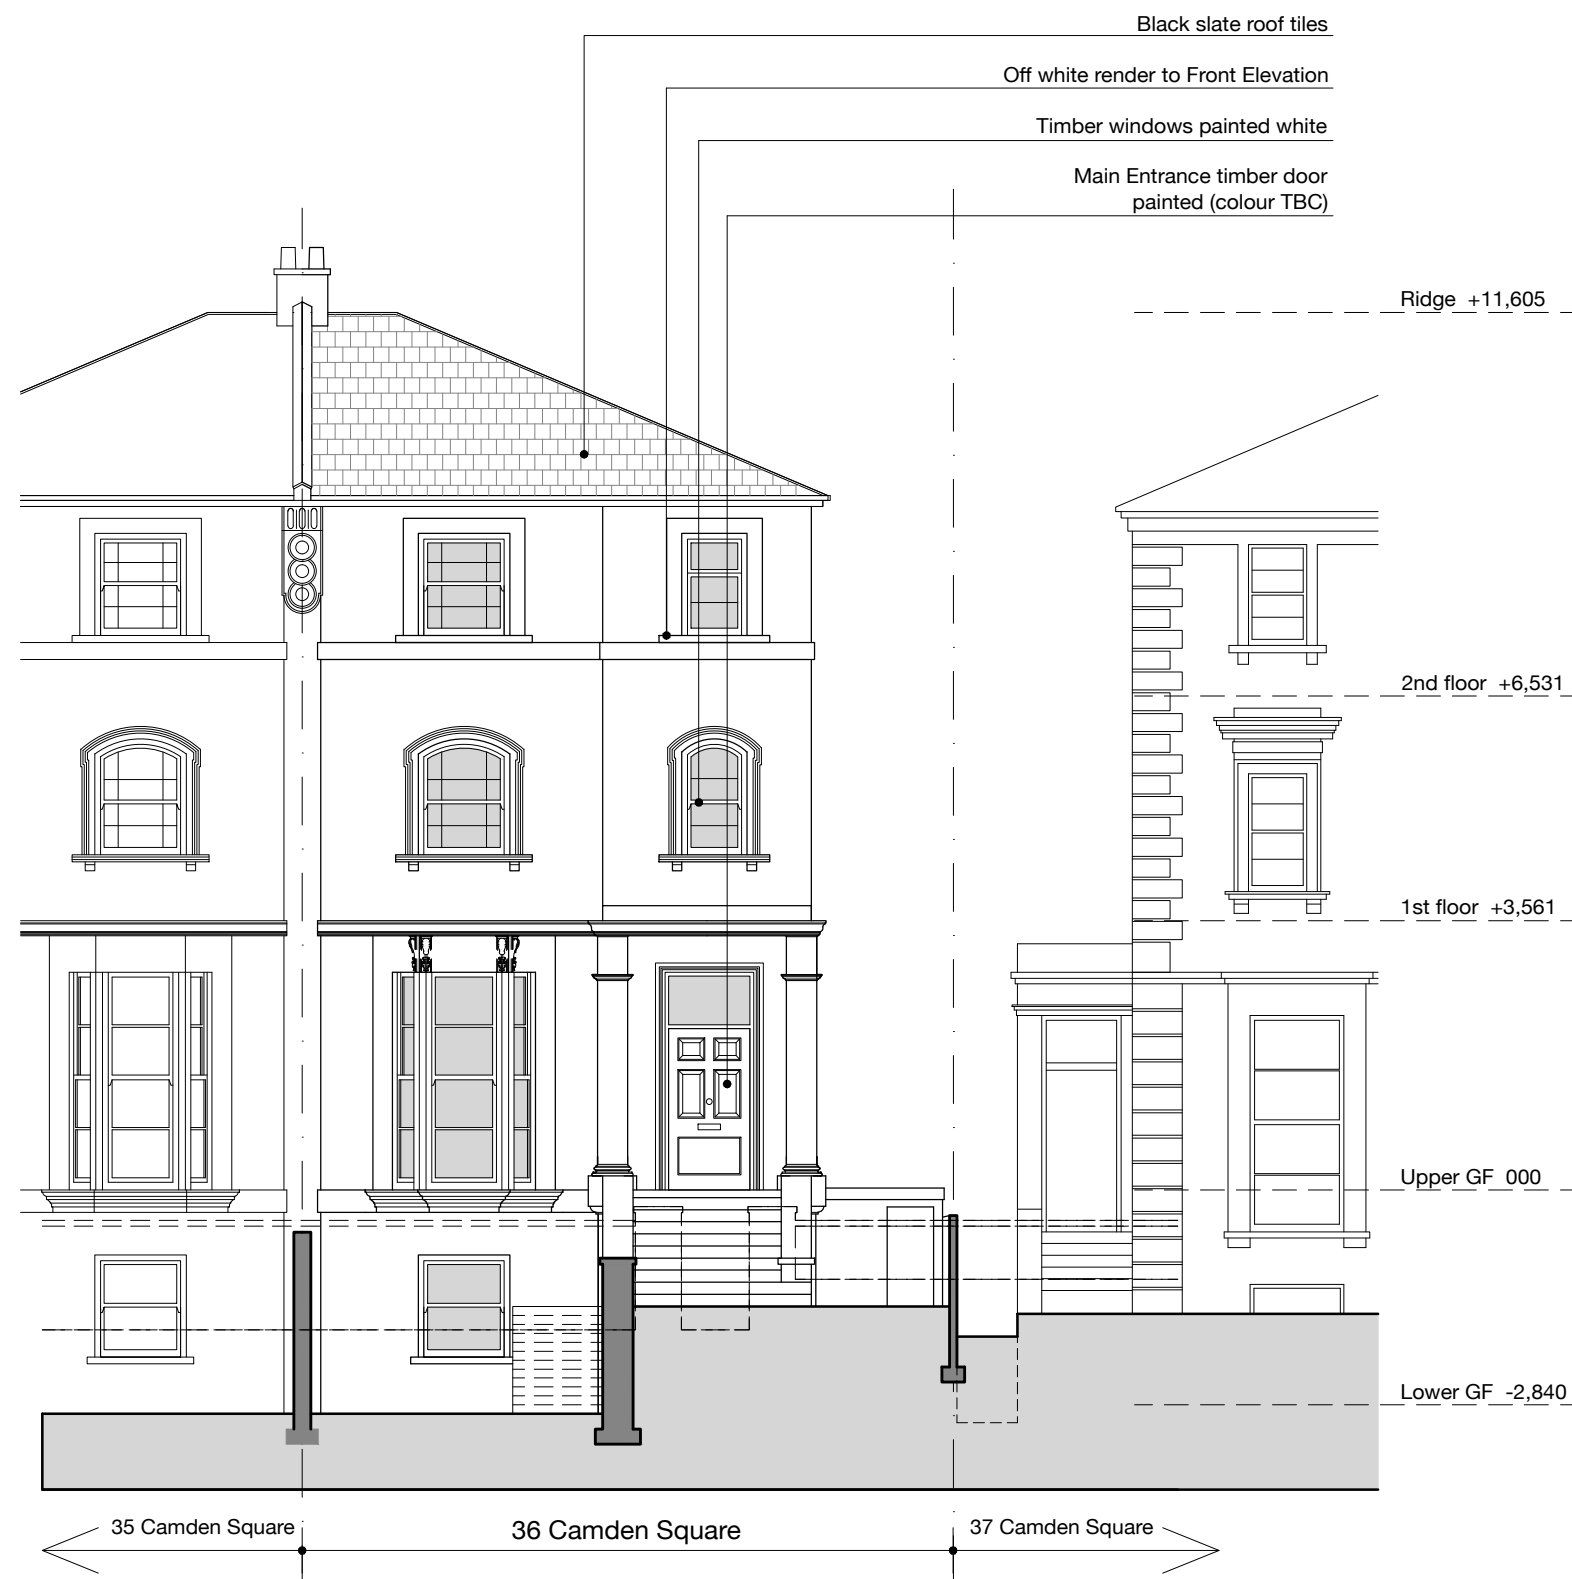 Black slate roof tiles
Off white render to Front Elevation
Timber windows painted white
Main Entrance timber door
painted (colour TBC)
Ridge +11,605
2nd floor +6,531
1st floor +3,561
Upper GF 000
Lower GF -2,840
35 Camden Square
36 Camden Square
37 Camden Square